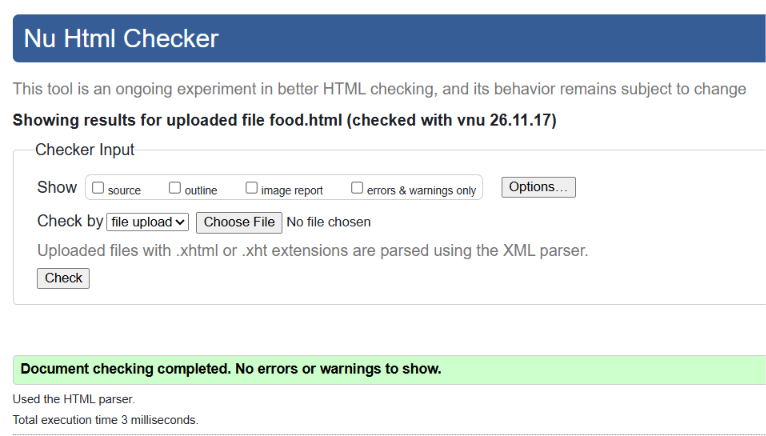 Nu Html Checker
This tool is an ongoing experiment in better HTML checking, and its behavior remains subject to change
Showing results for uploaded file food.html (checked with vnu 26.11.17)
Checker Input
Show source outline image report errors & warnings only Options...
Check by file upload Choose File No file chosen
Uploaded files with .xhtml or .xht extensions are parsed using the XML parser.
Check
Document checking completed. No errors or warnings to show.
Used the HTML parser.
Total execution time 3 milliseconds.